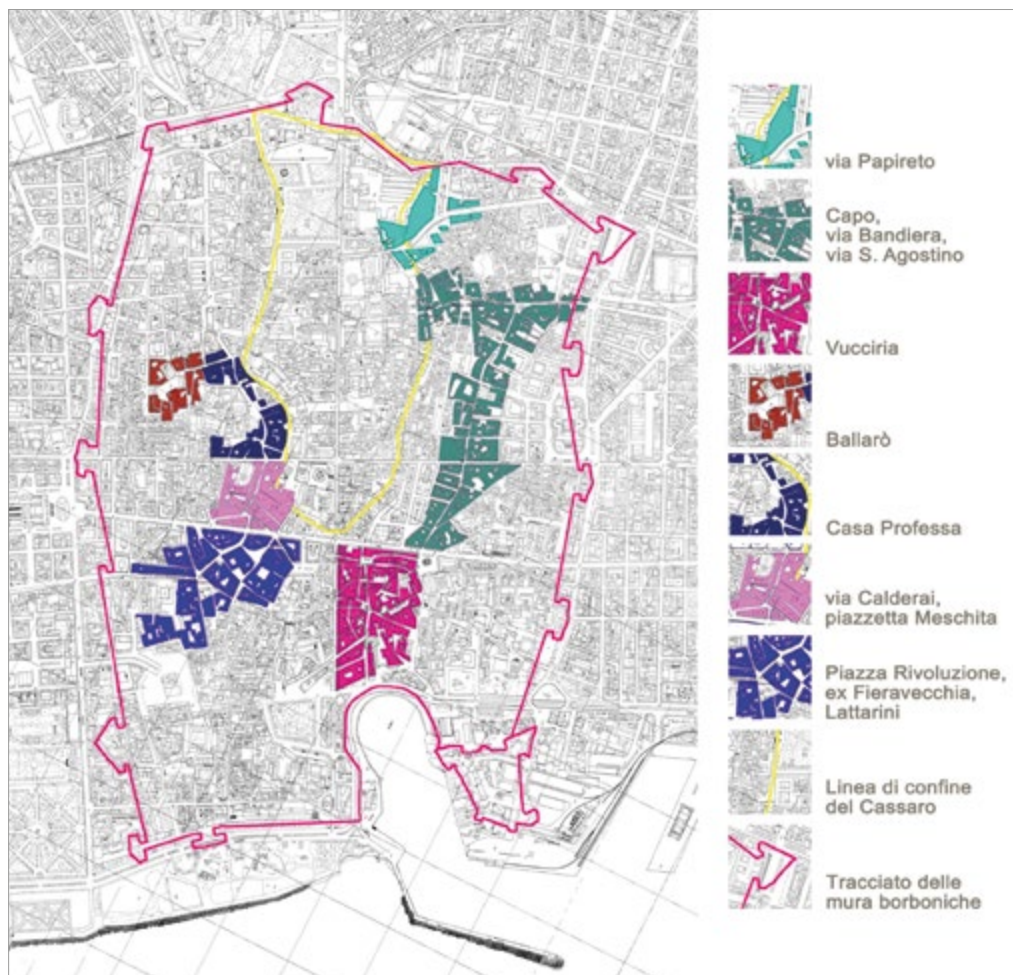 via Papireto
Capo,
via Bandiera,
via S. Agostino
Vucciria
Ballarò
Casa Professa
via Calderai,
piazzetta Meschita
Piazza Rivoluzione,
ex Fieravecchia,
Lattarini
Linea di confine
del Cassaro
Tracciato delle
mura borboniche